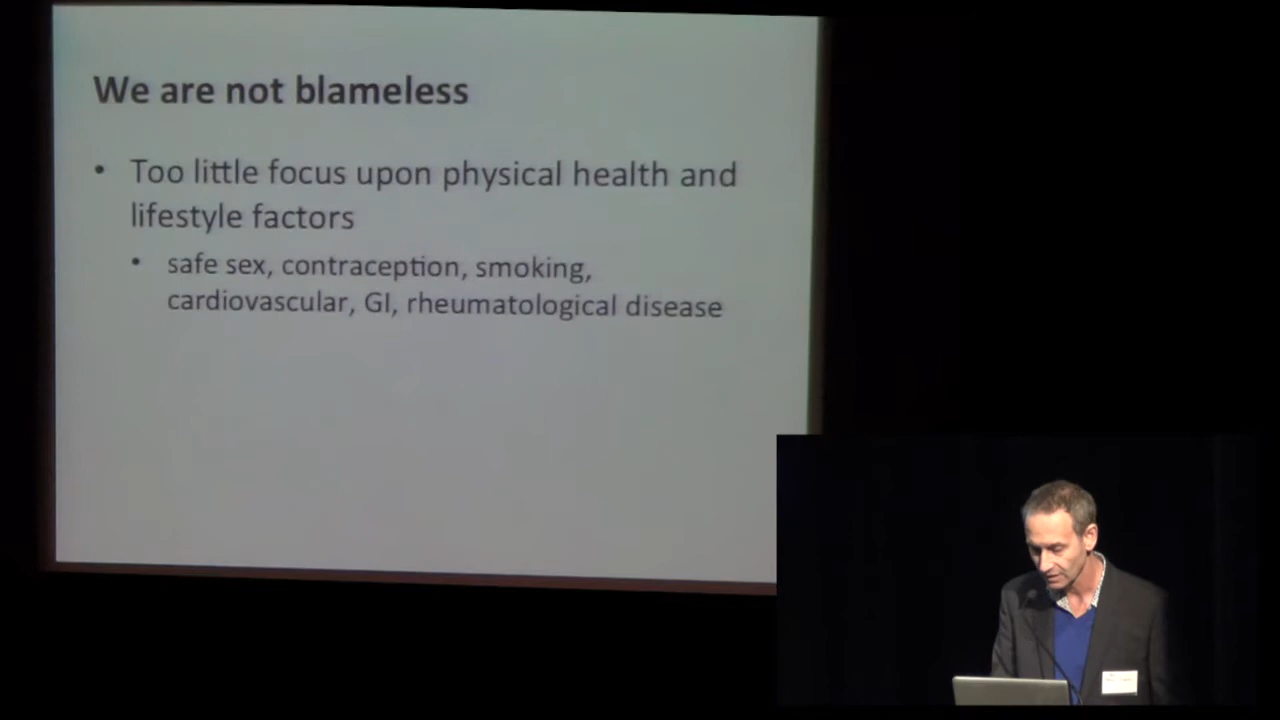 We are not blameless
• Too little focus upon physical health and
lifestyle factors
• safe sex, contraception, smoking,
cardiovascular, GI, rheumatological disease